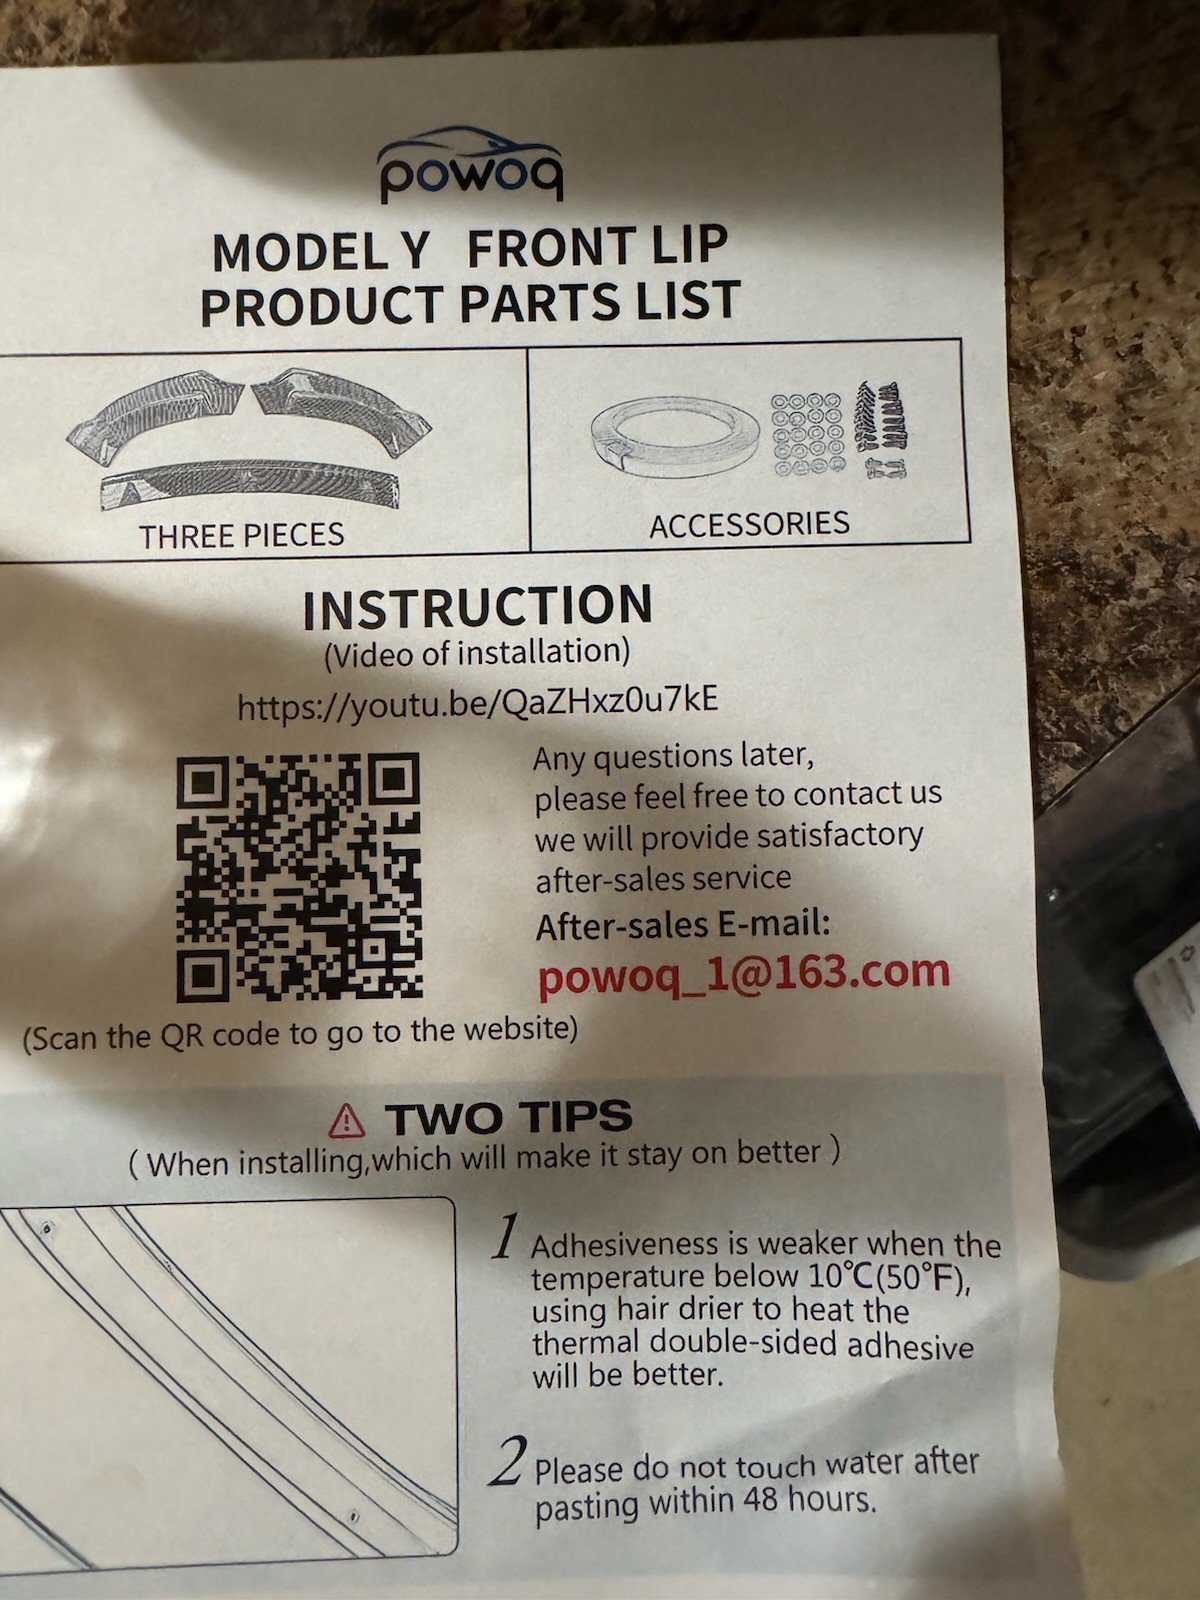 powoq
MODEL Y FRONT LIP
PRODUCT PARTS LIST
THREE PIECES
ACCESSORIES
INSTRUCTION
(Video of installation)
https://youtu.be/QaZHxz0u7kE
Any questions later,
please feel free to contact us
we will provide satisfactory
after-sales service
After-sales E-mail:
powoq_1@163.com
(Scan the QR code to go to the website)
TWO TIPS
( When installing,which will make it stay on better )
1 Adhesiveness is weaker when the
temperature below 10℃(50℉),
using hair drier to heat the
thermal double-sided adhesive
will be better.
2 Please do not touch water after
pasting within 48 hours.